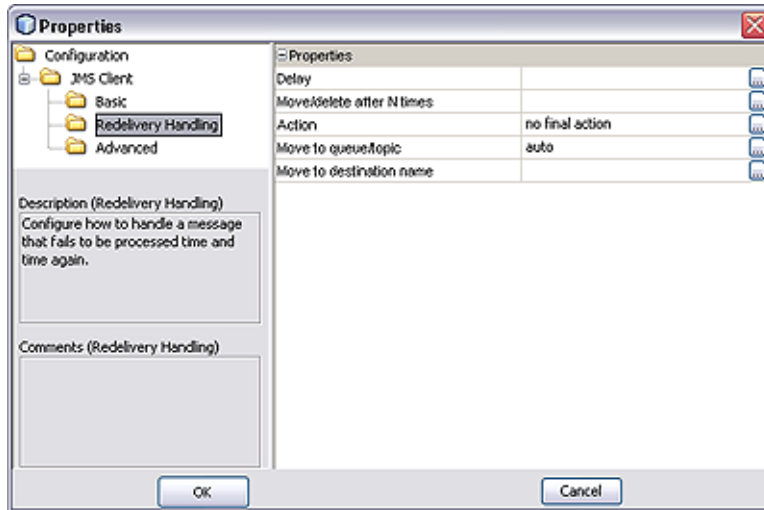 Properties
Configuration
JMS Client
Basic
Redelivery Handling
Advanced
Description (Redelivery Handling)
Configure how to handle a message
that fails to be processed time and
time again.
Comments (Redelivery Handling)
Properties
Delay
Move/delete after N times
Action no final action
Move to queue/topic auto
Move to destination name
OK Cancel